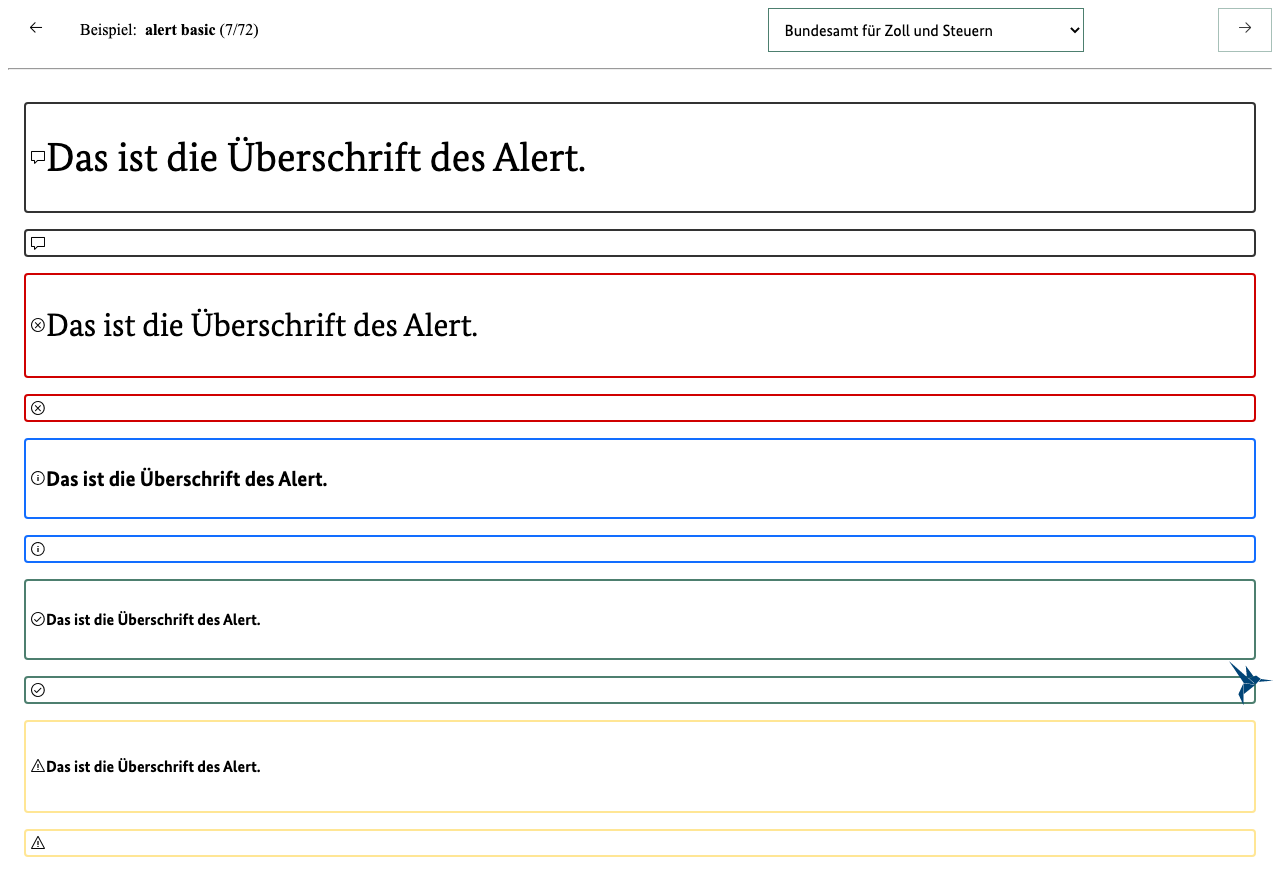 Beispiel: alert basic (7/72)
Bundesamt für Zoll und Steuern
Das ist die Überschrift des Alert.
Das ist die Überschrift des Alert.
Das ist die Überschrift des Alert.
Das ist die Überschrift des Alert.
Das ist die Überschrift des Alert.